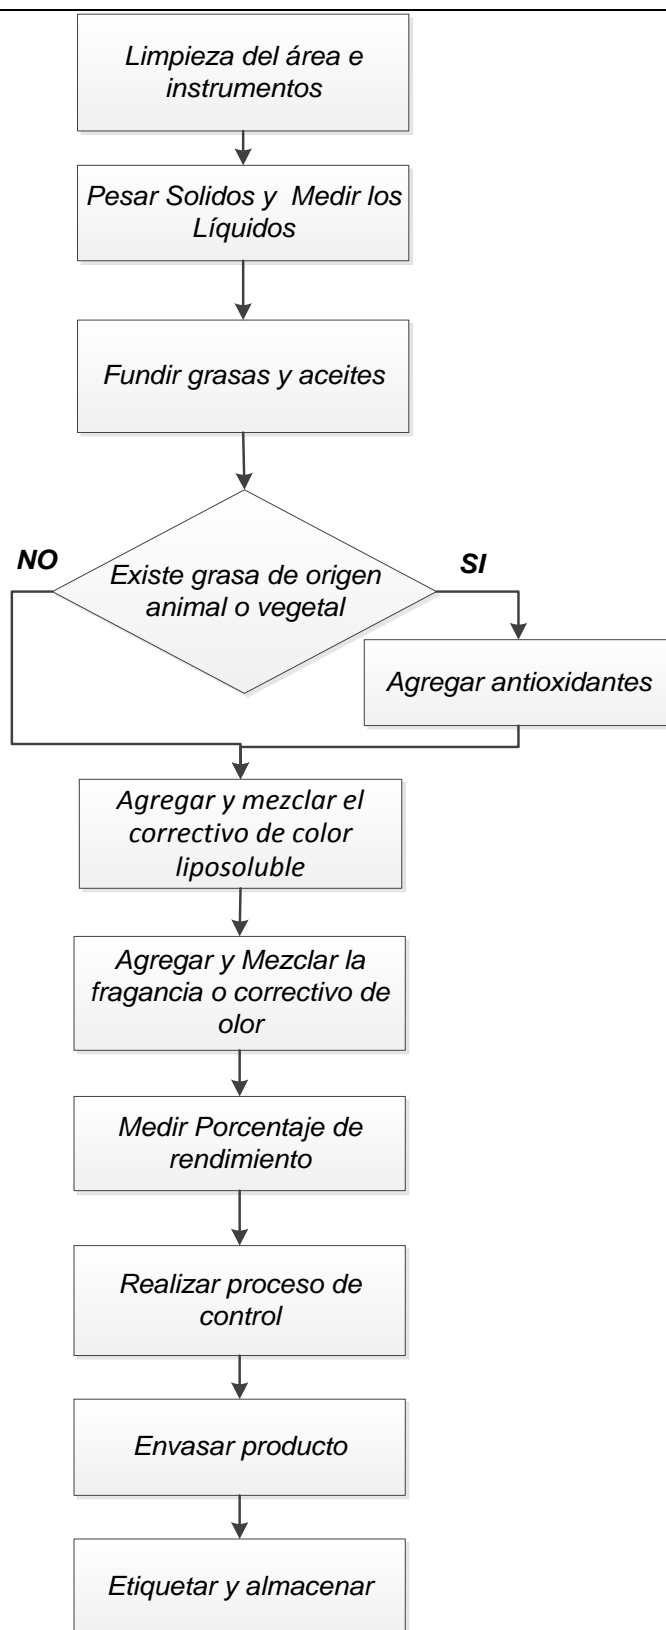 Limpieza del área e
instrumentos
Pesar Solidos y Medir los
Líquidos
Fundir grasas y aceites
NO
Existe grasa de origen
animal o vegetal
SI
Agregar antioxidantes
Agregar y mezclar el
correctivo de color
liposoluble
Agregar y Mezclar la
fragancia o correctivo de
olor
Medir Porcentaje de
rendimiento
Realizar proceso de
control
Envasar producto
Etiquetar y almacenar